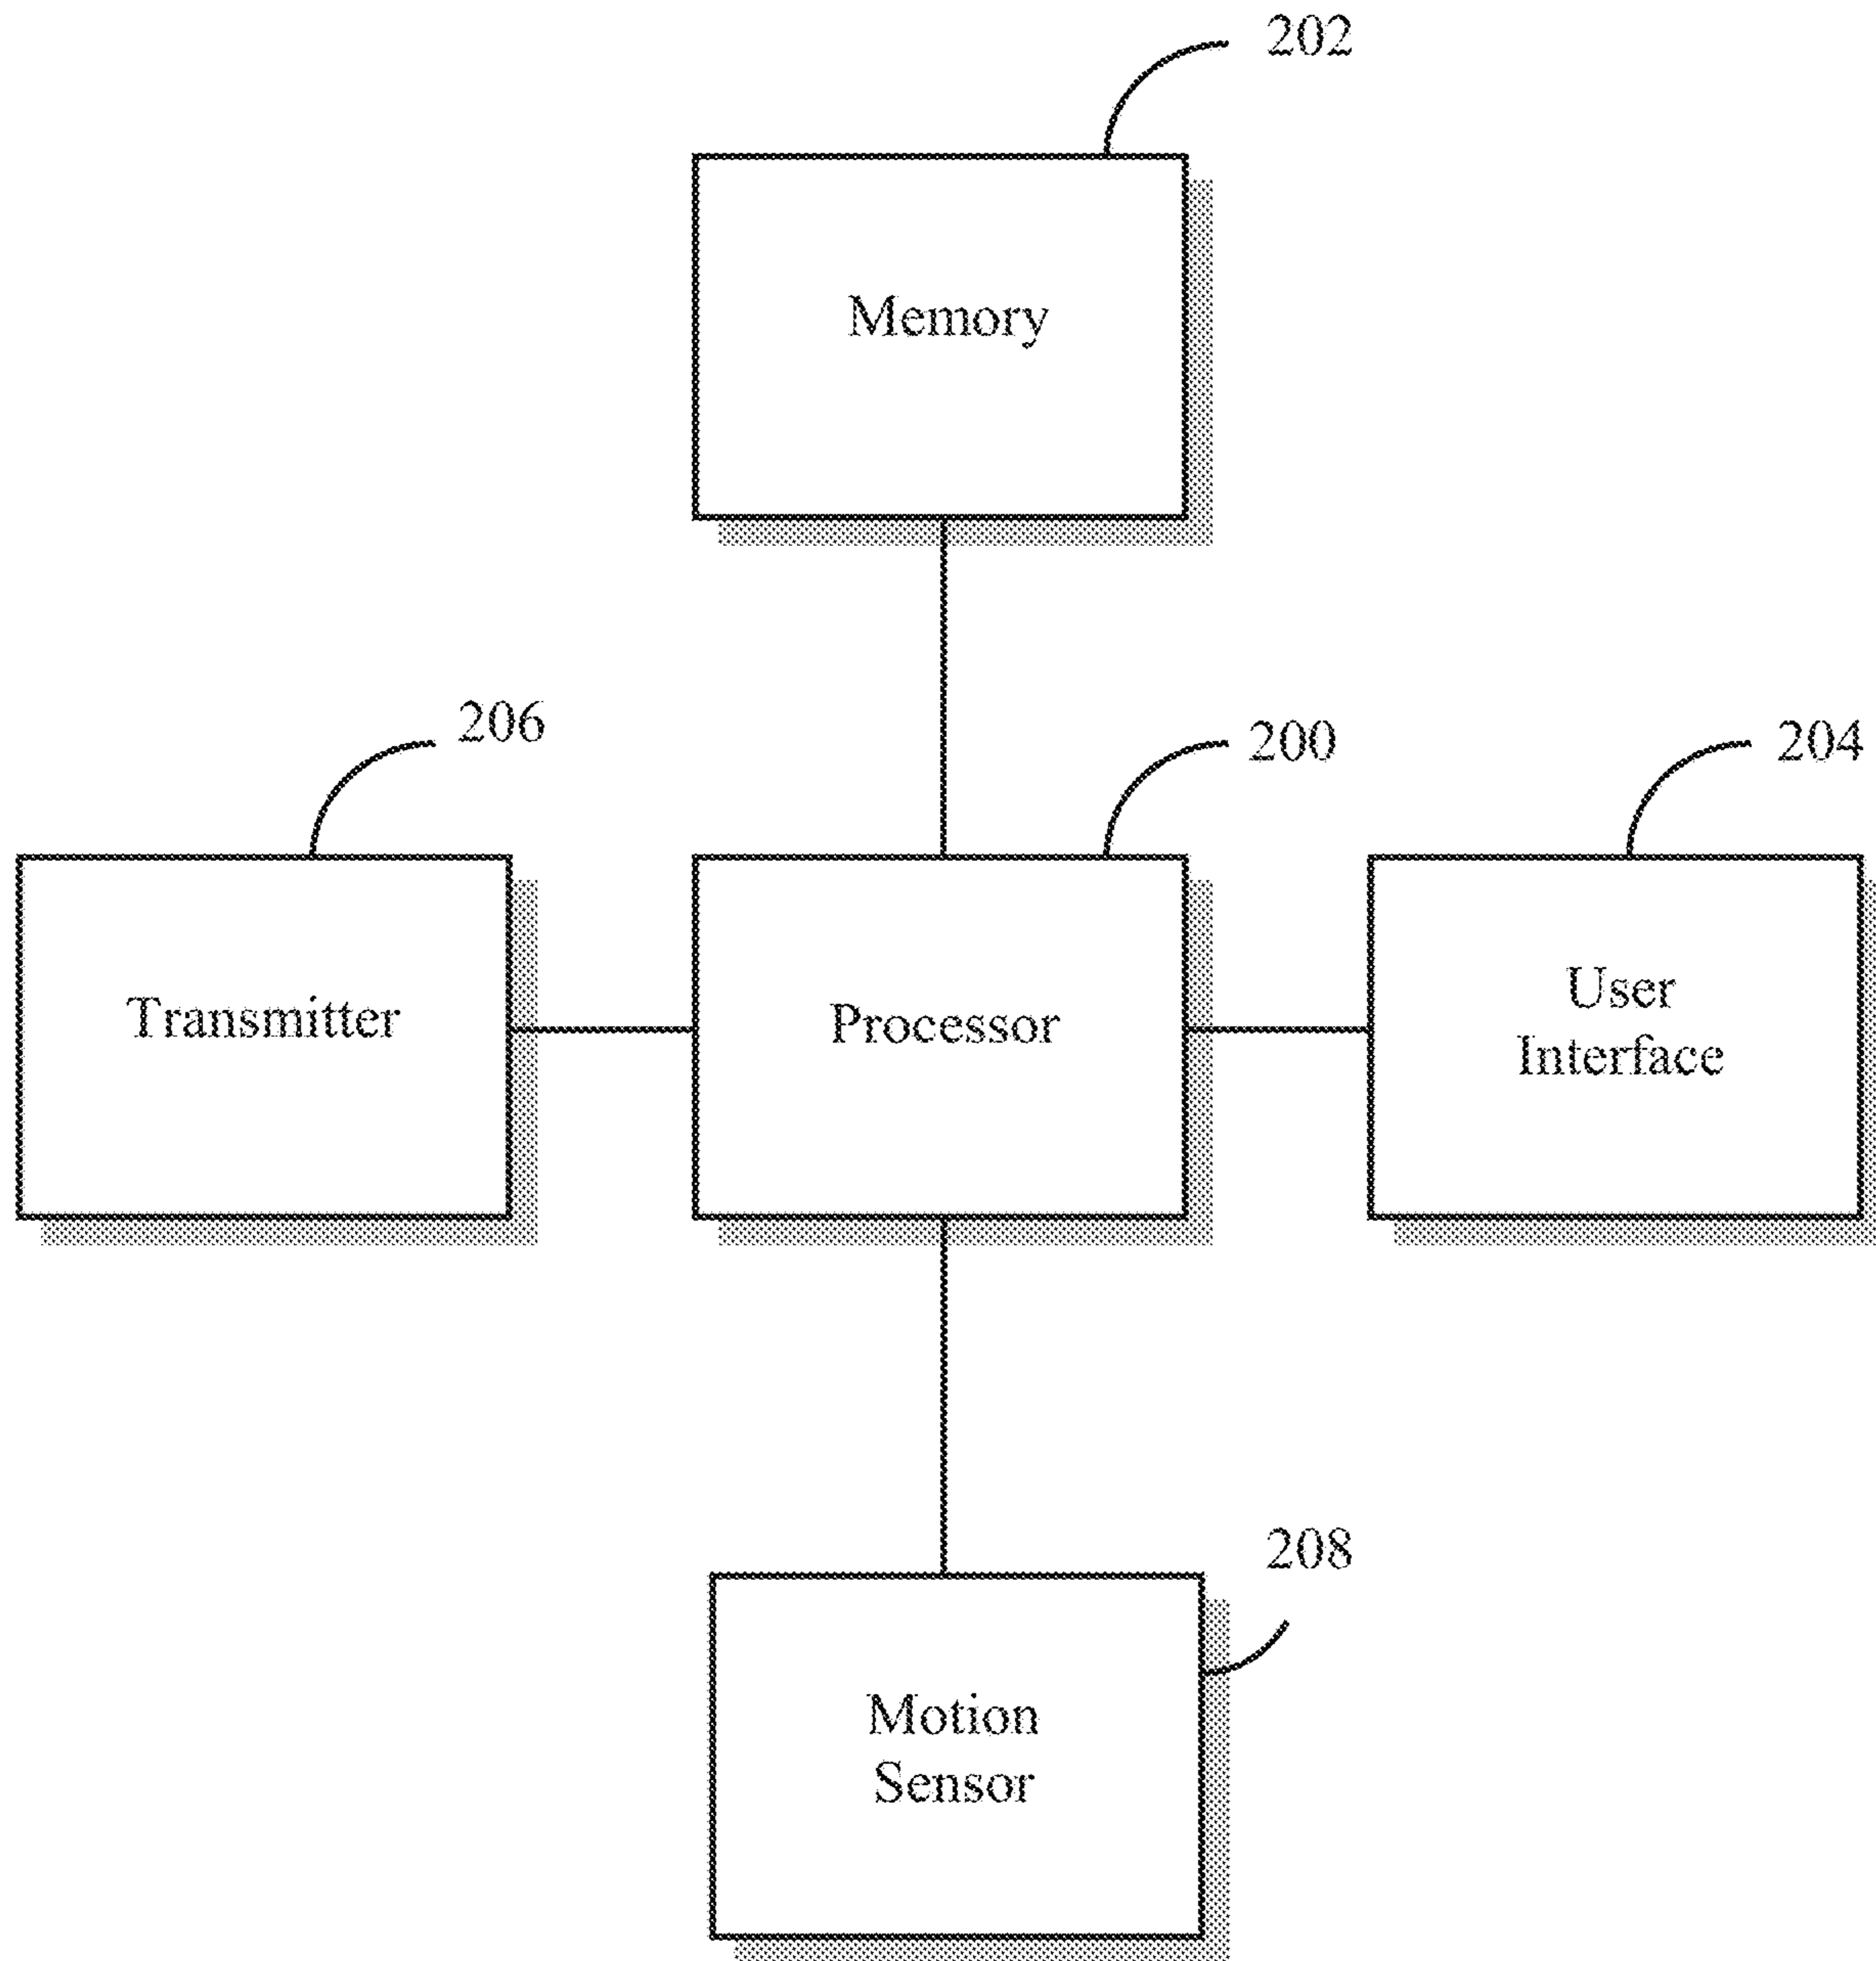 202
Memory
206
200
204
Transmitter
Processor
User
Interface
208
Motion
Sensor